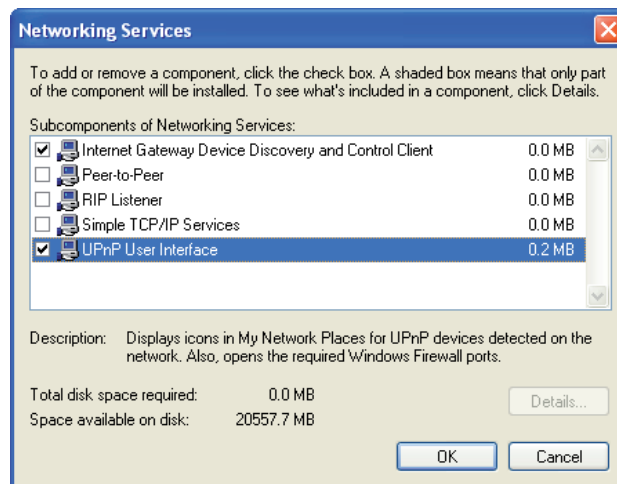 Networking Services
To add or remove a component, click the check box. A shaded box means that only part
of the component will be installed. To see what's included in a component, click Details.
Subcomponents of Networking Services:
Internet Gateway Device Discovery and Control Client 0.0 MB
Peer-to-Peer 0.0 MB
RIP Listener 0.0 MB
Simple TCP/IP Services 0.0 MB
UPnP User Interface 0.2 MB
Description: Displays icons in My Network Places for UPnP devices detected on the
network. Also, opens the required Windows Firewall ports.
Total disk space required: 0.0 MB
Space available on disk: 20557.7 MB
Details...
OK Cancel